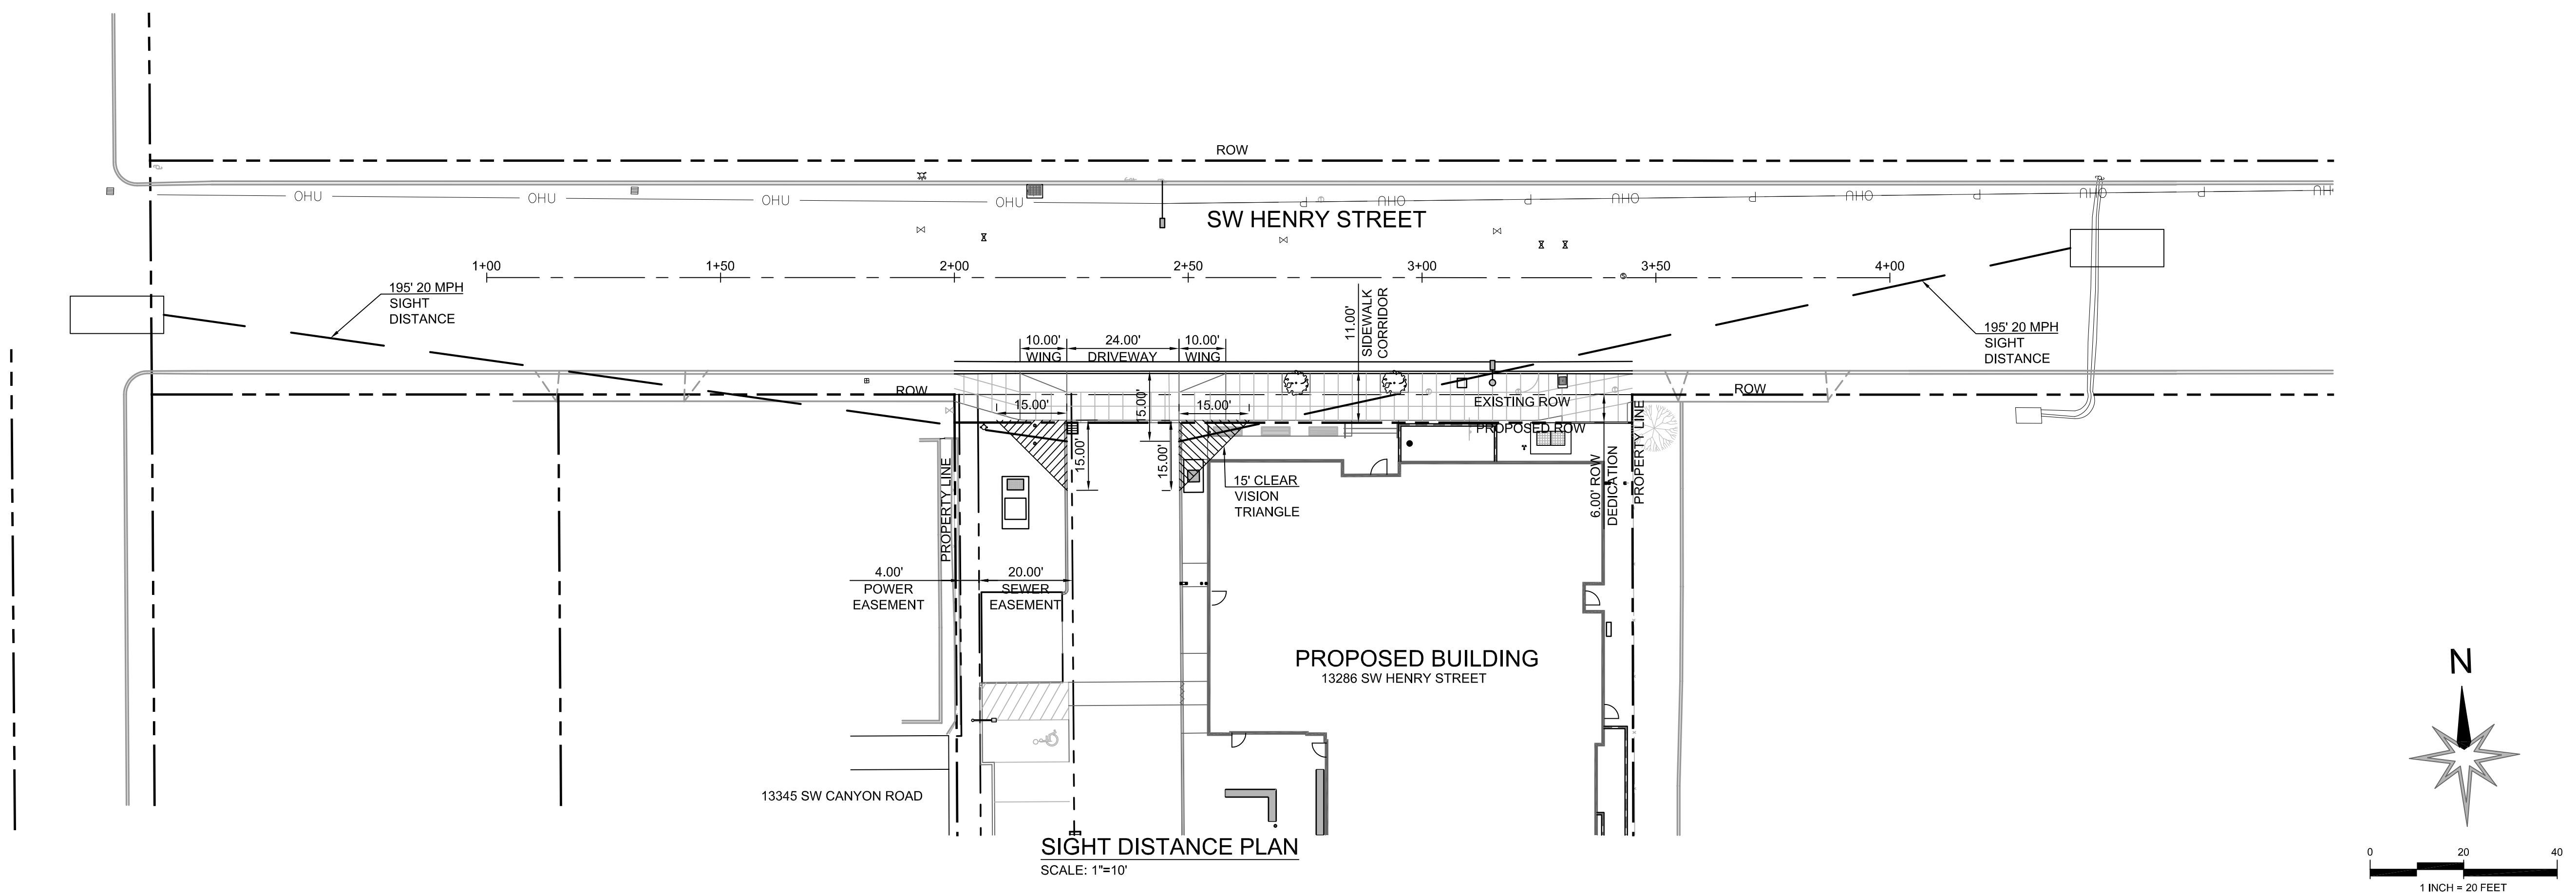 ROW
OHU
OHU
OHU
OHU
P
OHU
P
OHU
P
OHU
P
OHU
P
OHU
SW HENRY STREET
1+00
1+50
2+00
2+50
3+00
3+50
4+00
195' 20 MPH
SIGHT
DISTANCE
195' 20 MPH
SIGHT
DISTANCE
10.00'
WING
24.00'
DRIVEWAY
10.00'
WING
11.00'
SIDEWALK
CORRIDOR
ROW
ROW
15.00'
15.00'
15.00'
15.00'
15.00'
EXISTING ROW
PROPOSED ROW
15' CLEAR
VISION
TRIANGLE
6.00' ROW
DEDICATION
PROPERTY LINE
PROPERTY LINE
4.00'
POWER
EASEMENT
20.00'
SEWER
EASEMENT
PROPOSED BUILDING
13286 SW HENRY STREET
13345 SW CANYON ROAD
SIGHT DISTANCE PLAN
SCALE: 1"=10'
N
0
20
40
1 INCH = 20 FEET